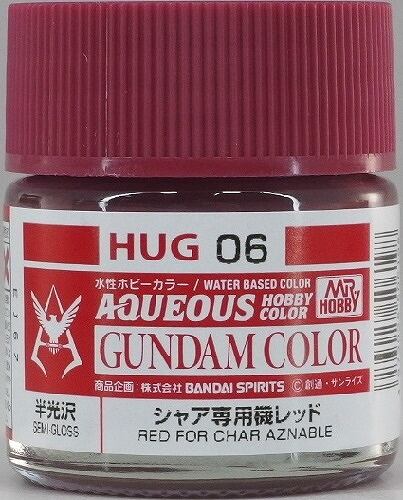 HUG 06
水性ホビーカラー / WATER BASED COLOR
AQUEOUS HOBBY COLOR
MR HOBBY
GUNDAM COLOR
商品企画:株式会社 BANDAI SPIRITS ©創通・サンライズ
半光沢
SEMI-GLOSS
シャア専用機レッド
RED FOR CHAR AZNABLE